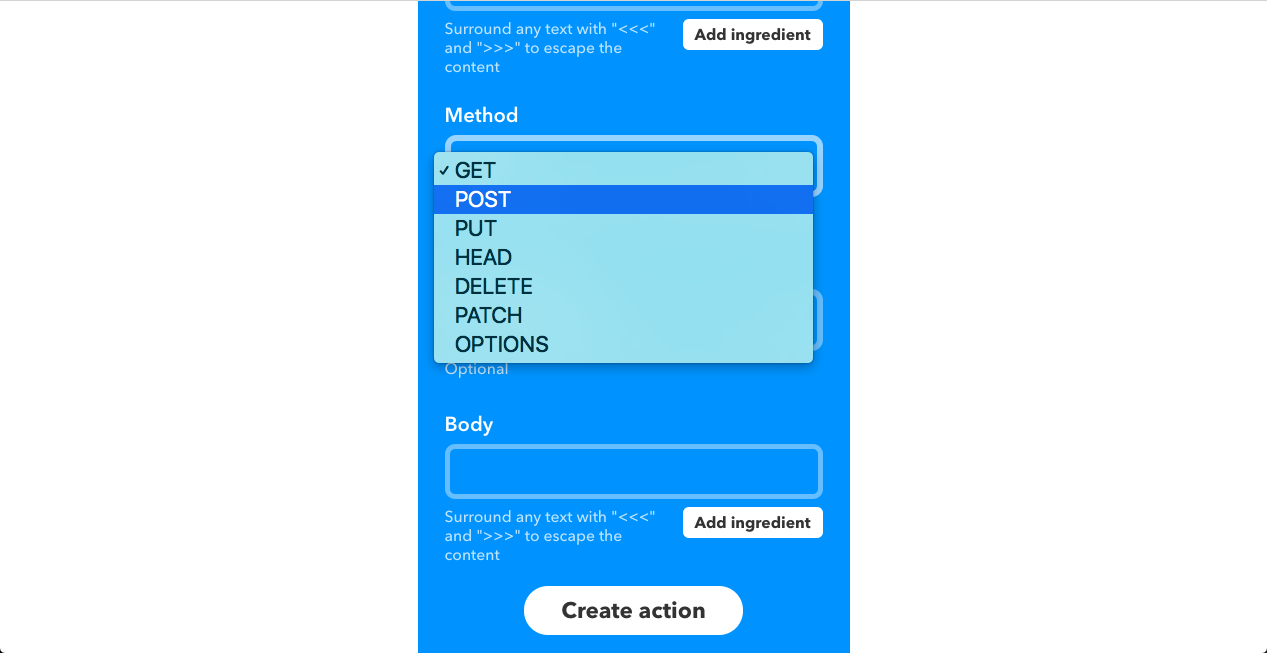 Surround any text with "<<<"
and ">>>" to escape the
content
Add ingredient
Method
✓ GET
POST
PUT
HEAD
DELETE
PATCH
OPTIONS
Optional
Body
Surround any text with "<<<"
and ">>>" to escape the
content
Add ingredient
Create action